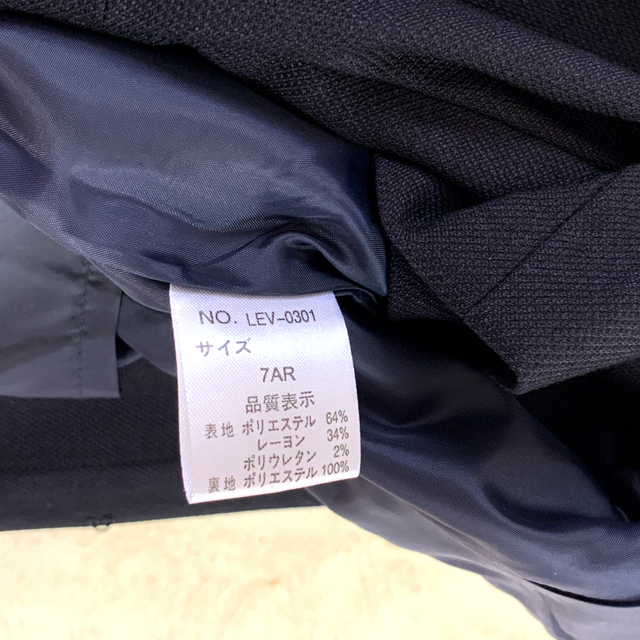 NO. LEV-0301
サイズ
7AR
品質表示
表地 ポリエステル 64%
レーヨン 34%
ポリウレタン 2%
裏地 ポリエステル 100%